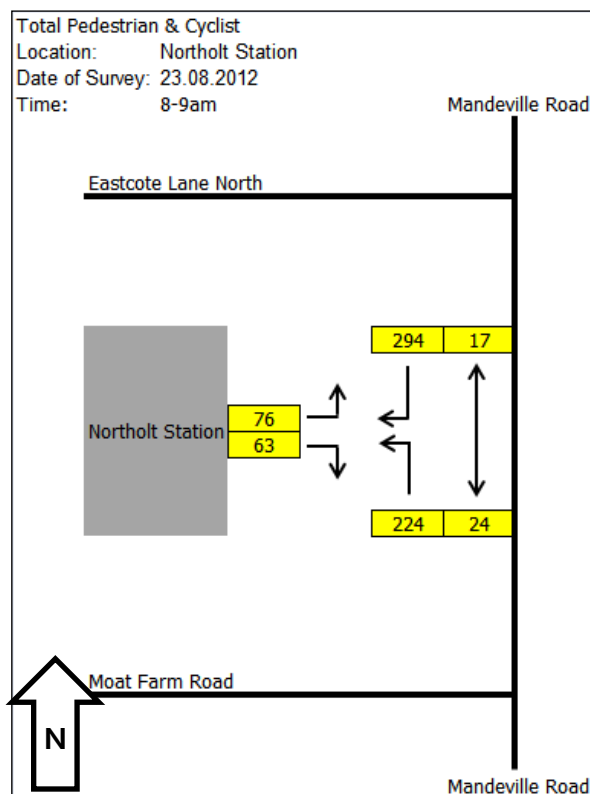 Total Pedestrian & Cyclist
Location: Northolt Station
Date of Survey: 23.08.2012
Time: 8-9am
Mandeville Road
Eastcote Lane North
294 17
76
Northolt Station
63
224 24
Moat Farm Road
N
Mandeville Road